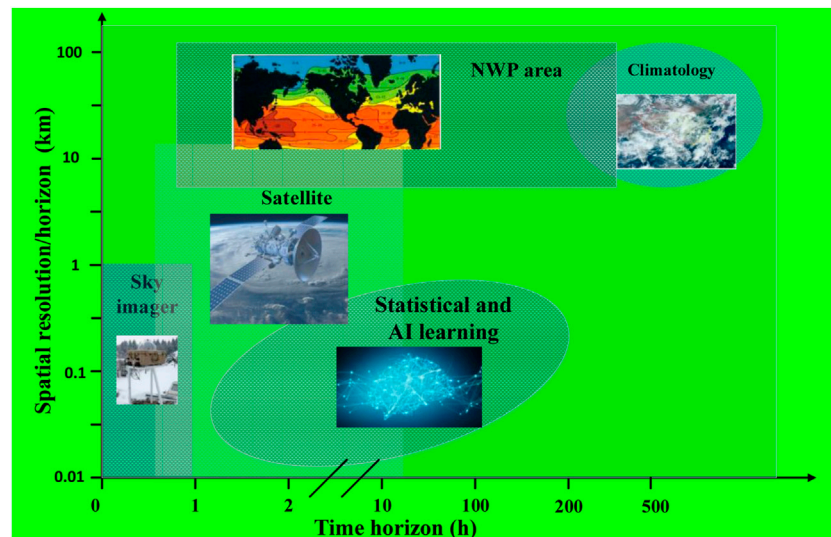 100
NWP area
Climatology
10
Satellite
1
Sky
imager
Statistical and
AI learning
0.1
0.01
0
1
2
10
100
200
500
Time horizon (h)
Spatial resolution/horizon (km)